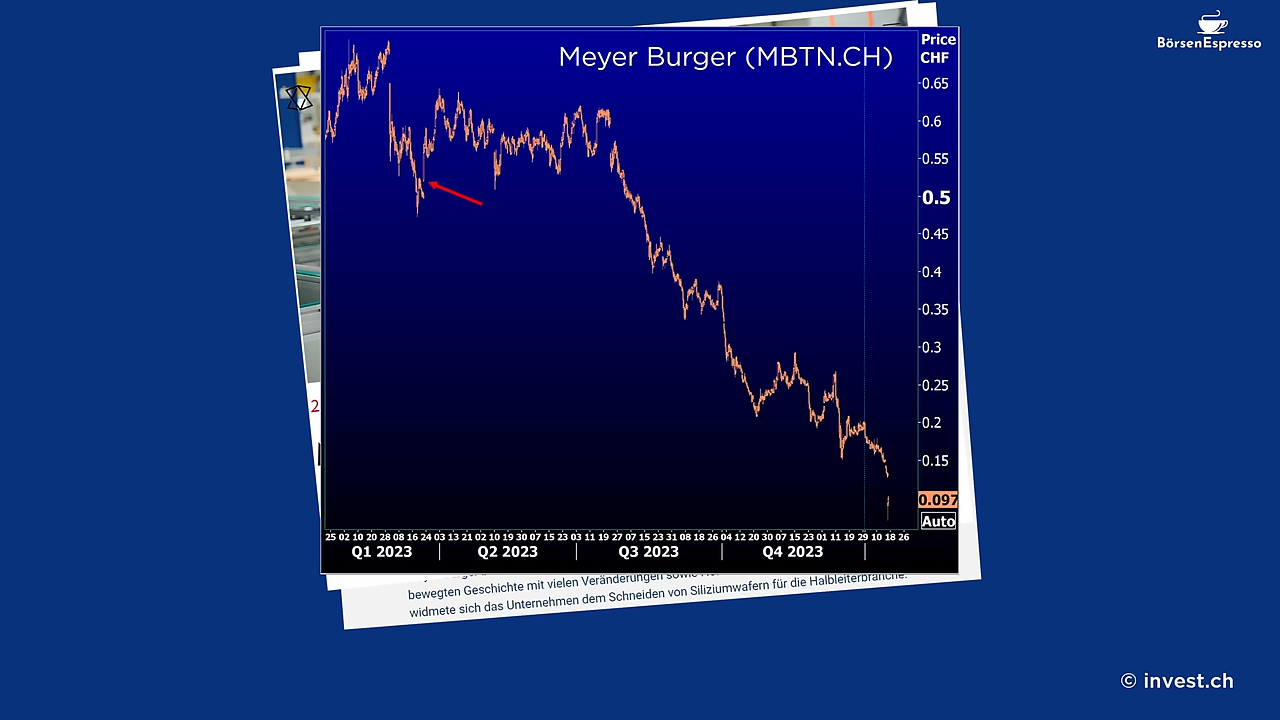 BörsenEspresso
Meyer Burger (MBTN.CH)
Price
CHF
0.65
0.6
0.55
0.5
0.45
0.4
0.35
0.3
0.25
0.2
0.15
0.097
Auto
25 02 10 20 28 08 16 24 03 13 21 02 10 19 30 07 15 23 03 11 19 27 07 15 23 31 08 18 26 04 12 20 30 07 15 23 01 11 19 29 10 18 26
Q1 2023 Q2 2023 Q3 2023 Q4 2023
2
bewegten Geschichte mit vielen Veränderungen sowie
widmete sich das Unternehmen dem Schneiden von Siliziumwafern für die Halbleiterbranche.
© invest.ch